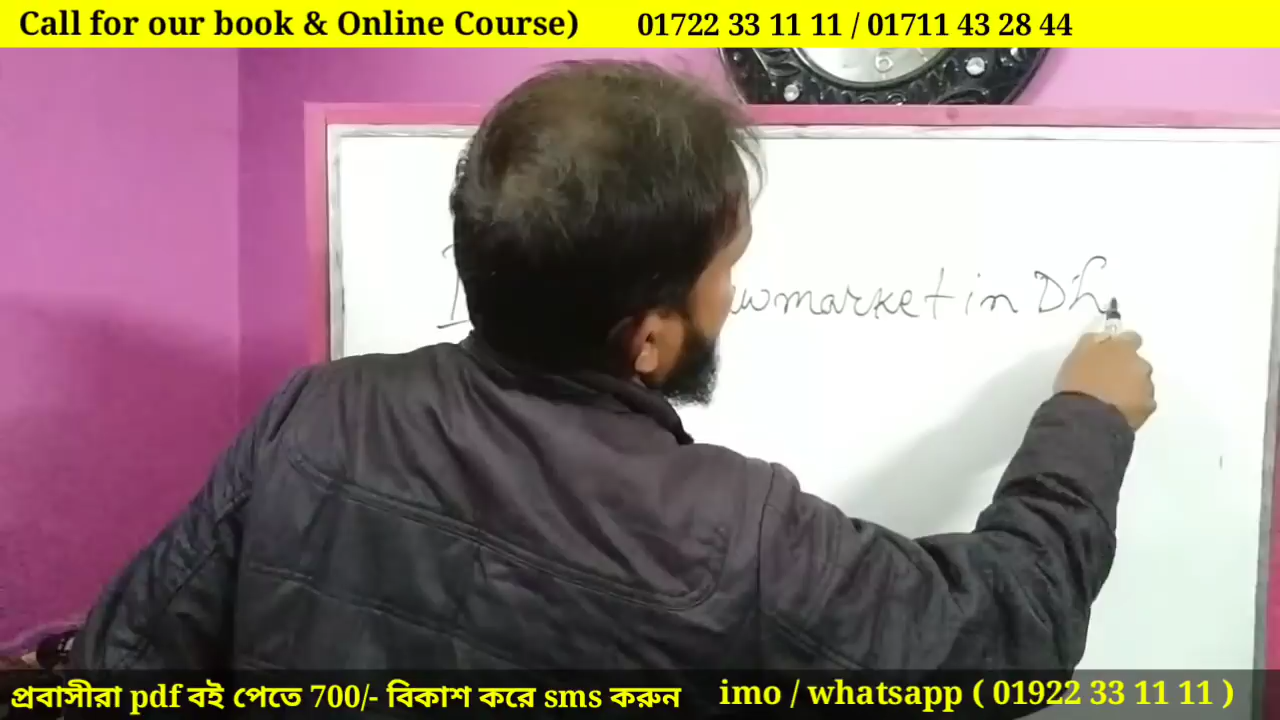 Call for our book & Online Course) 01722 33 11 11 / 01711 43 28 44
I wmarket in Dh
প্রবাসীরা pdf বই পেতে 700/- বিকাশ করে sms করুন imo / whatsapp ( 01922 33 11 11 )